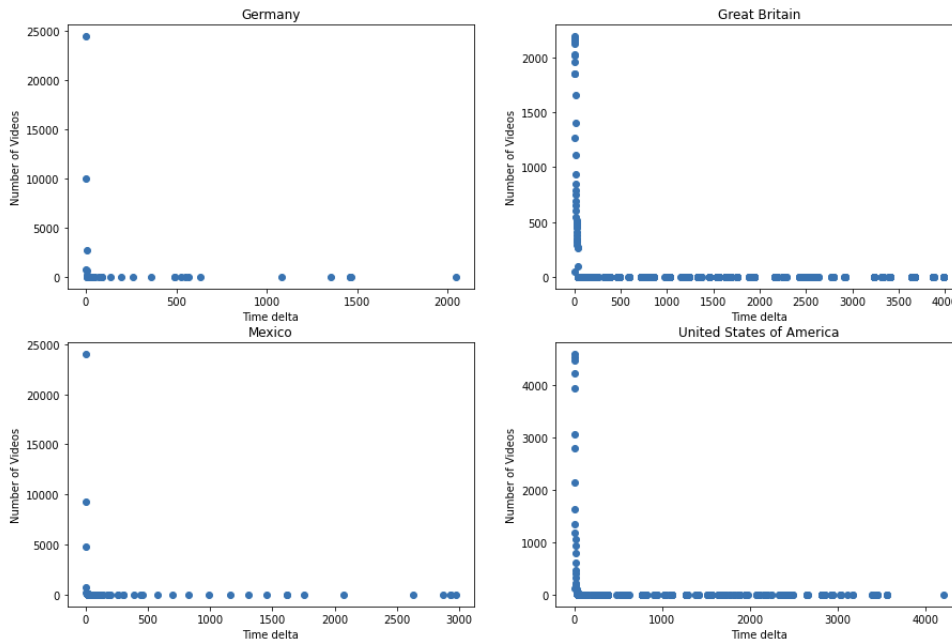 Germany
25000
20000
15000
10000
5000
0
Number of Videos
0 500 1000 1500 2000
Time delta
Great Britain
2000
1500
1000
500
0
Number of Videos
0 500 1000 1500 2000 2500 3000 3500 4000
Time delta
Mexico
25000
20000
15000
10000
5000
0
Number of Videos
0 500 1000 1500 2000 2500 3000
Time delta
United States of America
4000
3000
2000
1000
0
Number of Videos
0 1000 2000 3000 4000
Time delta